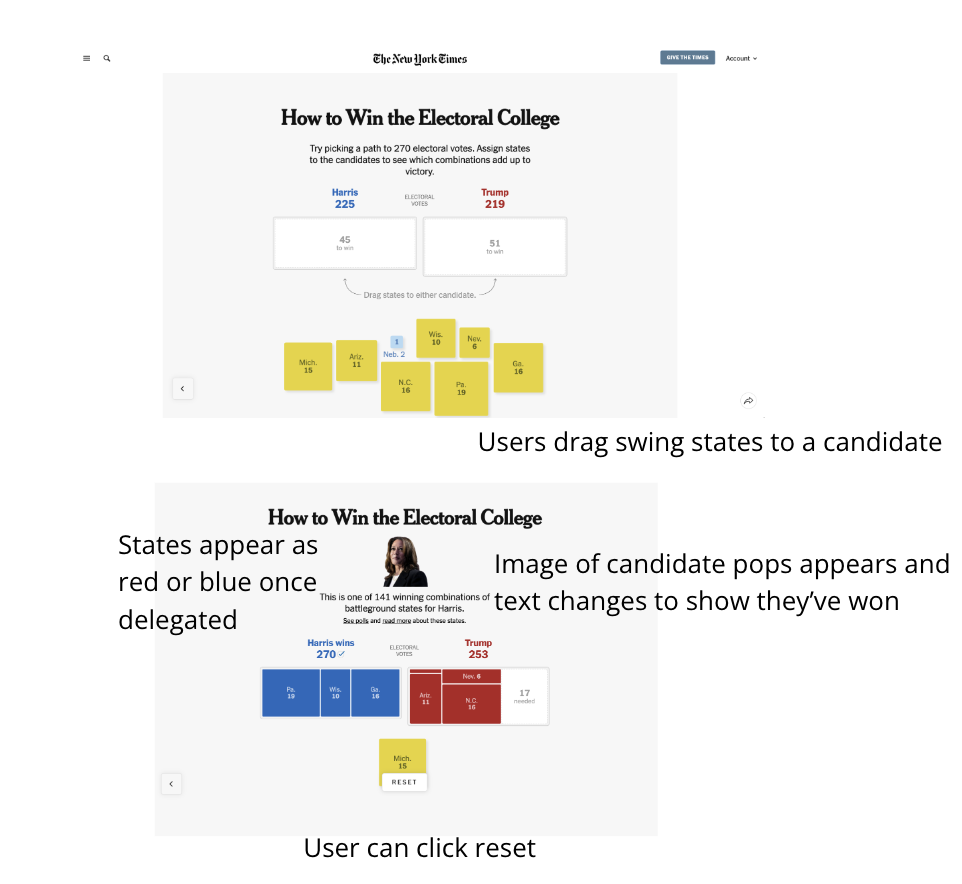 The New York Times
GIVE THE TIMES
Account
How to Win the Electoral College
Try picking a path to 270 electoral votes. Assign states
to the candidates to see which combinations add up to
victory.
Harris
225
ELECTORAL
VOTES
Trump
219
45
to win
51
to win
Drag states to either candidate.
Mich.
15
Ariz.
11
1
Neb. 2
Wis.
10
Nev.
6
N.C.
16
Pa.
19
Ga.
16
Users drag swing states to a candidate
How to Win the Electoral College
States appear as
red or blue once
delegated
Image of candidate pops appears and
text changes to show they've won
This is one of 141 winning combinations of
battleground states for Harris.
See polls and read more about these states.
Harris wins
270 ✓
ELECTORAL
VOTES
Trump
253
Pa.
19
Wis.
10
Ga.
16
Ariz.
11
Nev. 6
N.C.
16
17
needed
Mich.
15
RESET
User can click reset